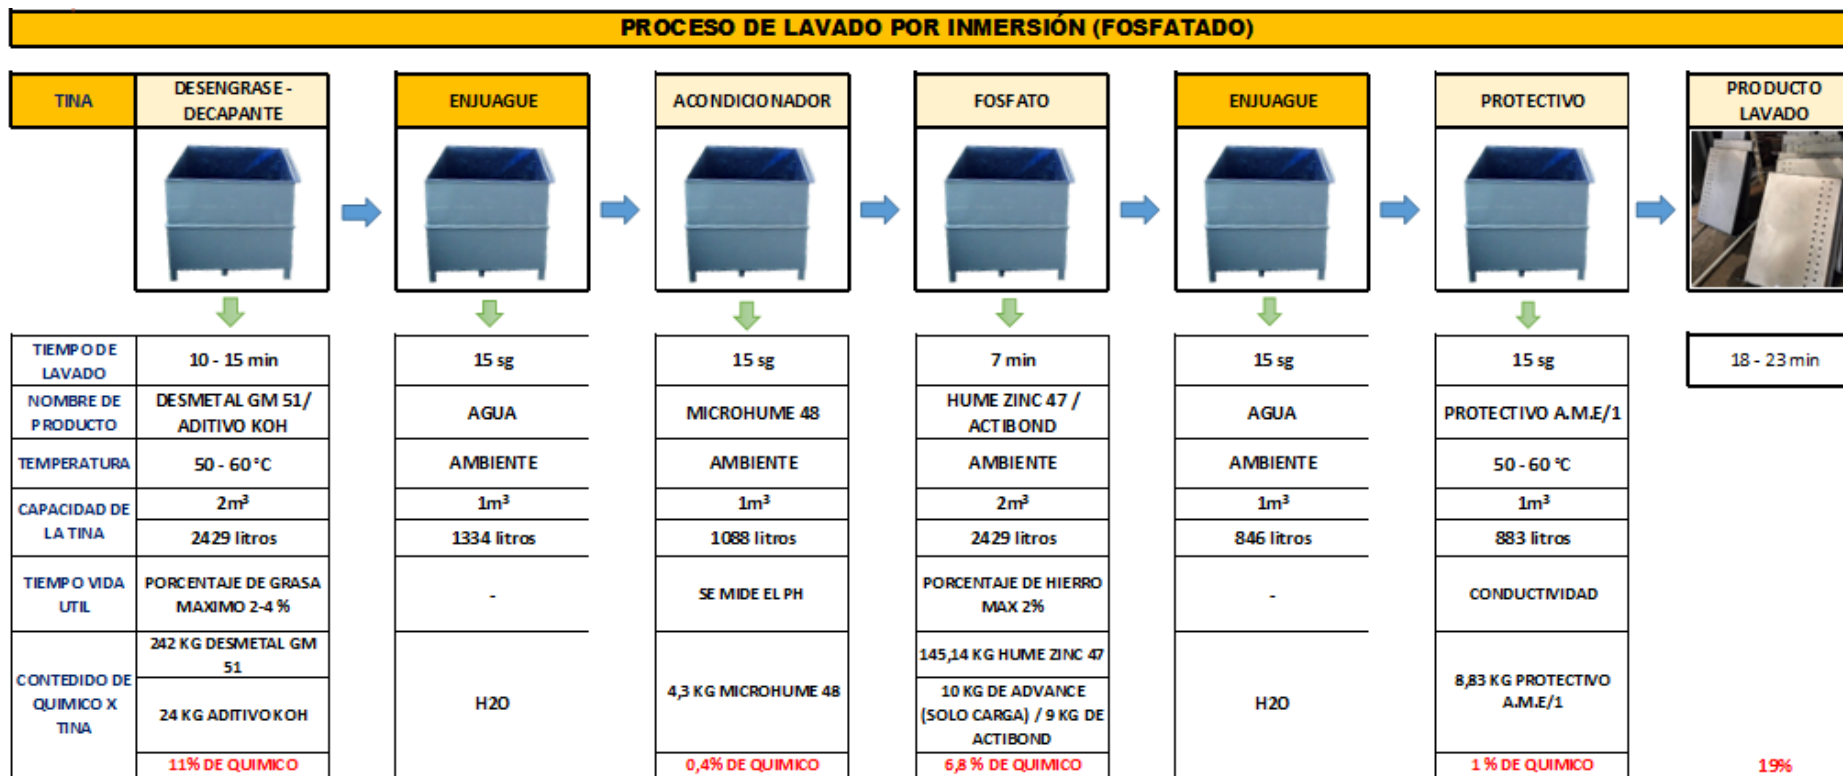 PROCESO DE LAVADO POR INMERSIÓN (FOSFATADO)
TINA
DESENGRASE -
DECAPANTE
ENJUAGUE
ACONDICIONADOR
FOSFATO
ENJUAGUE
PROTECTIVO
PRODUCTO
LAVADO
TIEMPO DE
LAVADO
10 - 15 min
15 sg
15 sg
7 min
15 sg
15 sg
18 - 23 min
NOMBRE DE
PRODUCTO
DESMETAL GM 51/
ADITIVO KOH
AGUA
MICROHUME 48
HUME ZINC 47 /
ACTIBOND
AGUA
PROTECTIVO A.M.E/1
TEMPERATURA
50 - 60 °C
AMBIENTE
AMBIENTE
AMBIENTE
AMBIENTE
50 - 60 °C
CAPACIDAD DE
LA TINA
2m³
1m³
1m³
2m³
1m³
1m³
2429 litros
1334 litros
1088 litros
2429 litros
846 litros
883 litros
TIEMPO VIDA
UTIL
PORCENTAJE DE GRASA
MAXIMO 2-4 %
-
SE MIDE EL PH
PORCENTAJE DE HIERRO
MAX 2%
-
CONDUCTIVIDAD
CONTEDIDO DE
QUIMICO X
TINA
242 KG DESMETAL GM
51
24 KG ADITIVO KOH
11% DE QUIMICO
H2O
4,3 KG MICROHUME 48
0,4% DE QUIMICO
145,14 KG HUME ZINC 47
10 KG DE ADVANCE
(SOLO CARGA) / 9 KG DE
ACTIBOND
6,8 % DE QUIMICO
H2O
8,83 KG PROTECTIVO
A.M.E/1
1 % DE QUIMICO
19%